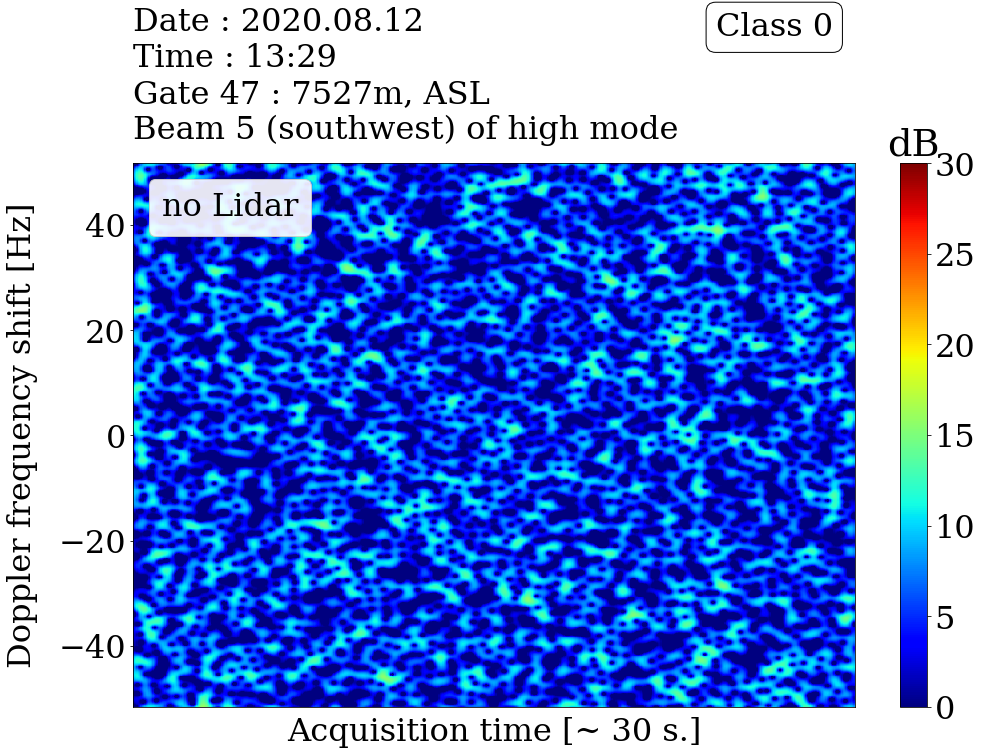 Date : 2020.08.12
Time : 13:29
Gate 47 : 7527m, ASL
Beam 5 (southwest) of high mode
Class 0
dB
no Lidar
Doppler frequency shift [Hz]
40
20
0
−20
−40
Acquisition time [~ 30 s.]
30
25
20
15
10
5
0